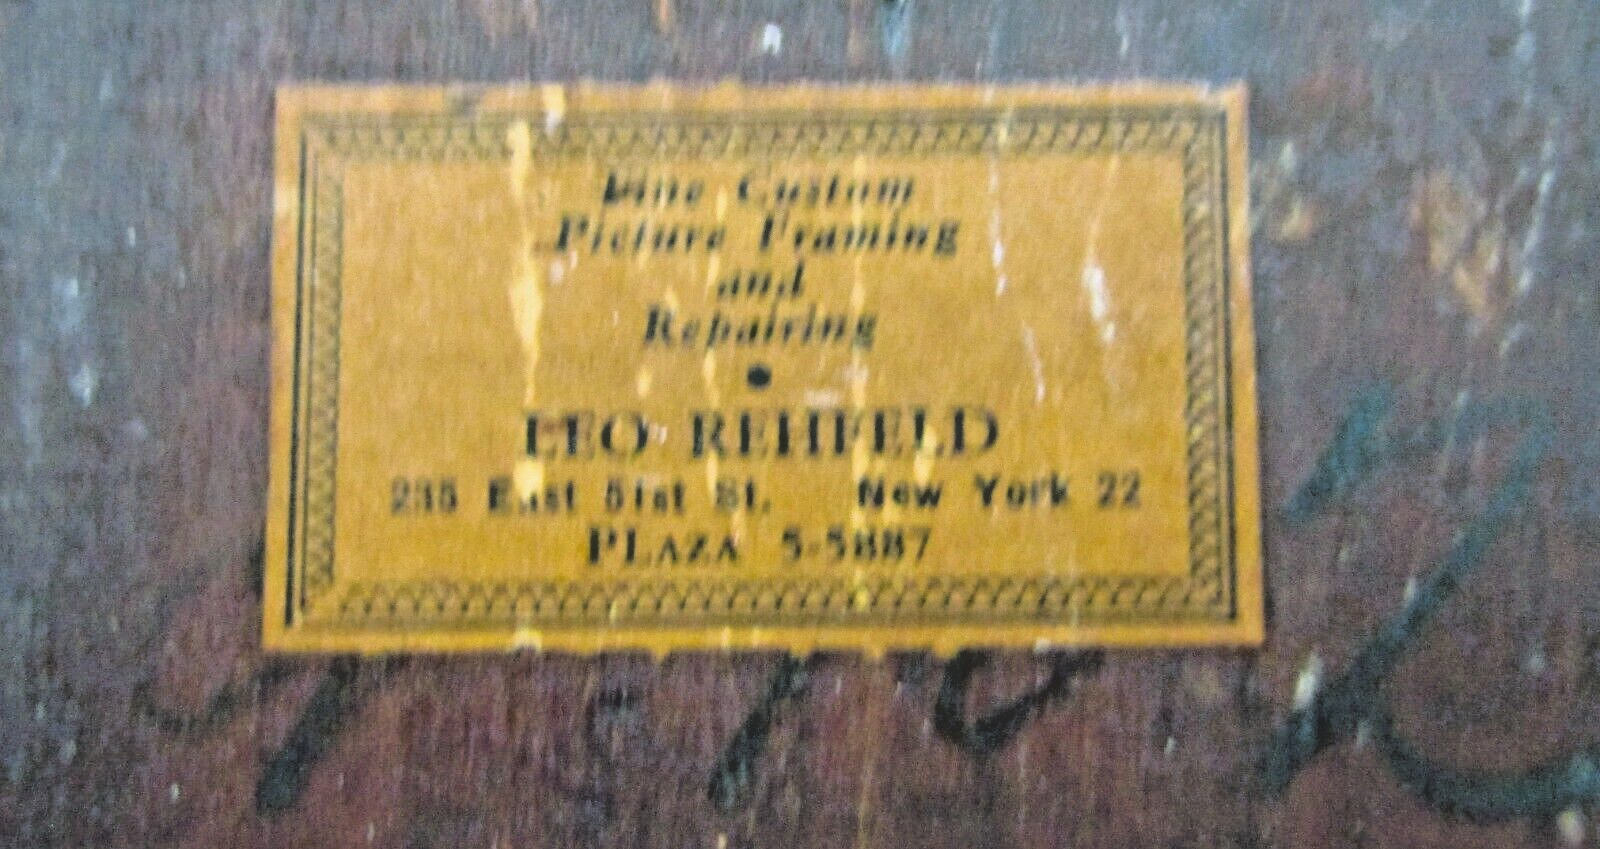 Fine Custom
Picture Framing
and
Repairing
•
LEO REHFELD
235 East 51st St. New York 22
PLAZA 5-5887